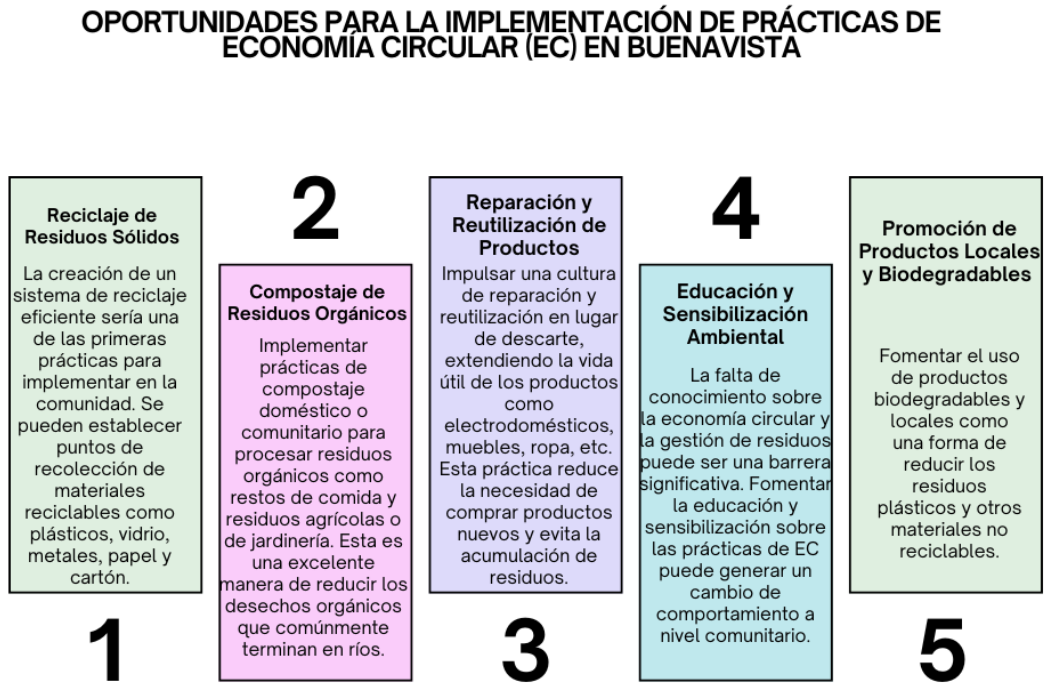 OPORTUNIDADES PARA LA IMPLEMENTACIÓN DE PRÁCTICAS DE
ECONOMÍA CIRCULAR (EC) EN BUENAVISTA
Reciclaje de
Residuos Sólidos
La creación de un
sistema de reciclaje
eficiente sería una
de las primeras
prácticas para
implementar en la
comunidad. Se
pueden establecer
puntos de
recolección de
materiales
reciclables como
plásticos, vidrio,
metales, papel y
cartón.
1
2
Compostaje de
Residuos Orgánicos
Implementar
prácticas de
compostaje
doméstico o
comunitario para
procesar residuos
orgánicos como
restos de comida y
residuos agrícolas o
de jardinería. Esta es
una excelente
manera de reducir los
desechos orgánicos
que comúnmente
terminan en ríos.
Reparación y
Reutilización de
Productos
Impulsar una cultura
de reparación y
reutilización en lugar
de descarte,
extendiendo la vida
útil de los productos
como
electrodomésticos,
muebles, ropa, etc.
Esta práctica reduce
la necesidad de
comprar productos
nuevos y evita la
acumulación de
residuos.
3
4
Educación y
Sensibilización
Ambiental
La falta de
conocimiento sobre
la economía circular y
la gestión de residuos
puede ser una barrera
significativa. Fomentar
la educación y
sensibilización sobre
las prácticas de EC
puede generar un
cambio de
comportamiento a
nivel comunitario.
Promoción de
Productos Locales
y Biodegradables
Fomentar el uso
de productos
biodegradables y
locales como
una forma de
reducir los
residuos
plásticos y otros
materiales no
reciclables.
5